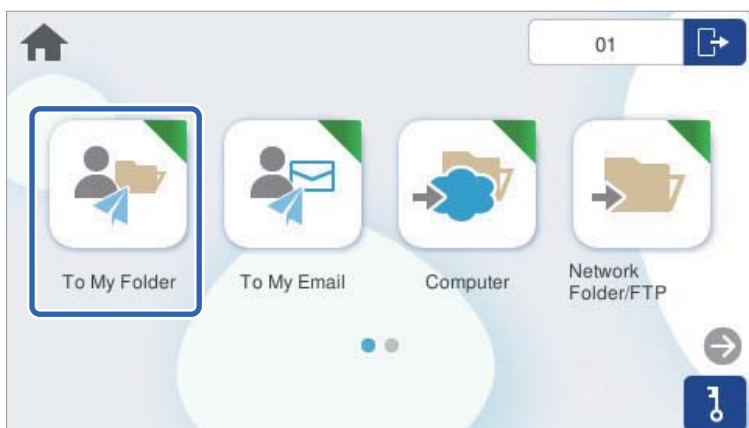 01
To My Folder
To My Email
Computer
Network
Folder/FTP